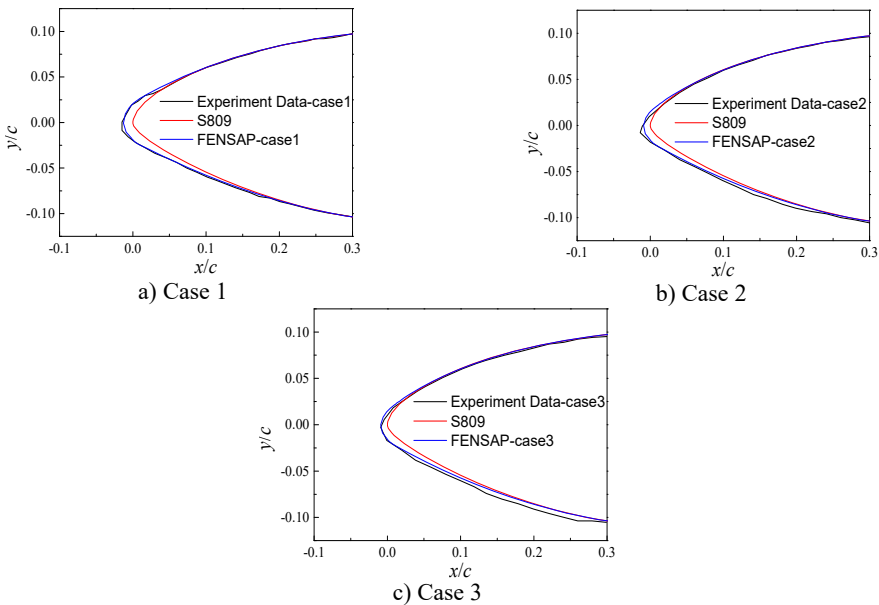 0.10
0.05
0.00
-0.05
-0.10
y/c
Experiment Data-case1
S809
FENSAP-case1
-0.1 0.0 0.1 0.2 0.3
x/c
a) Case 1
0.10
0.05
0.00
-0.05
-0.10
y/c
Experiment Data-case2
S809
FENSAP-case2
-0.1 0.0 0.1 0.2 0.3
x/c
b) Case 2
0.10
0.05
0.00
-0.05
-0.10
y/c
Experiment Data-case3
S809
FENSAP-case3
-0.1 0.0 0.1 0.2 0.3
x/c
c) Case 3